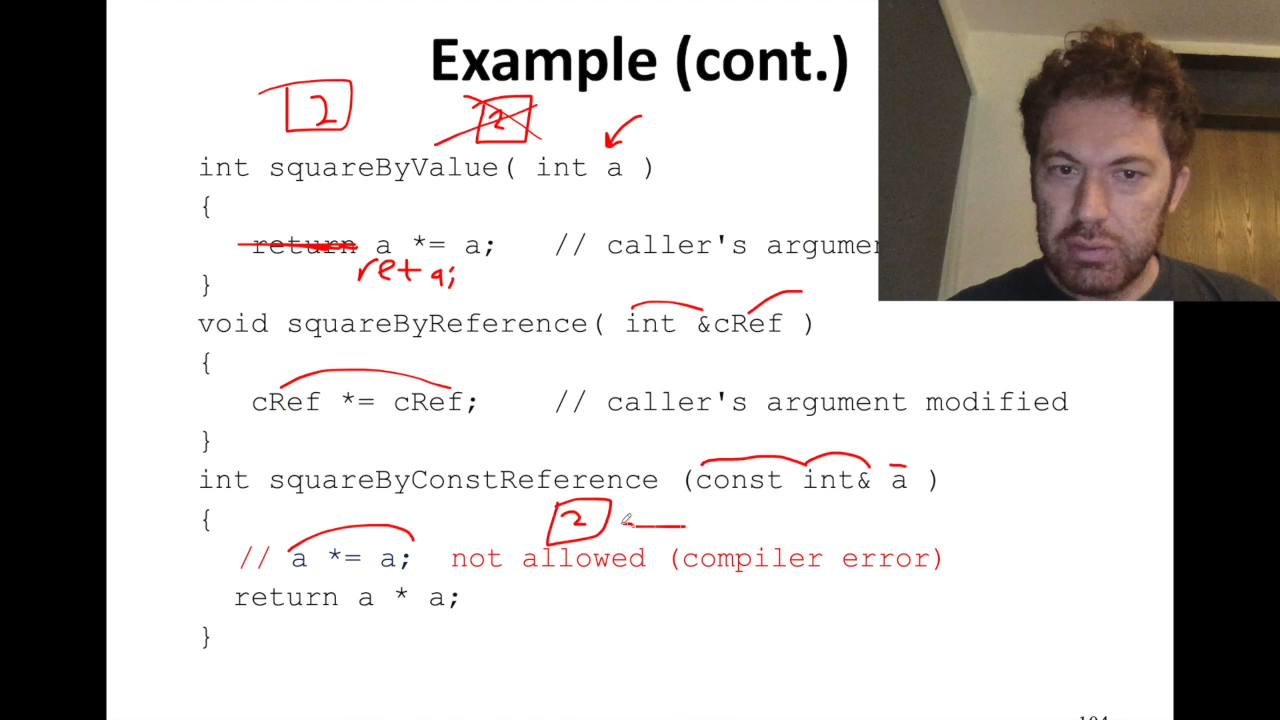 Example (cont.)
2
2
int squareByValue( int a )
{
return a *= a; // caller's
ret a;
}
void squareByReference( int &cRef )
{
cRef *= cRef; // caller's argument modified
}
int squareByConstReference (const int& a )
{
2
// a *= a; not allowed (compiler error)
return a * a;
}